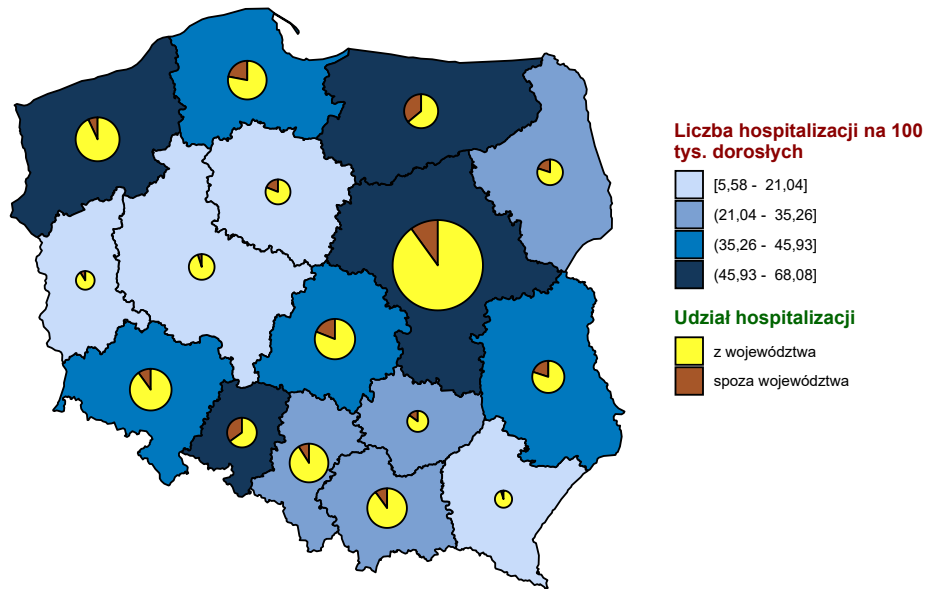 Liczba hospitalizacji na 100
tys. dorosłych
[5,58 - 21,04]
(21,04 - 35,26]
(35,26 - 45,93]
(45,93 - 68,08]
Udział hospitalizacji
z województwa
spoza województwa